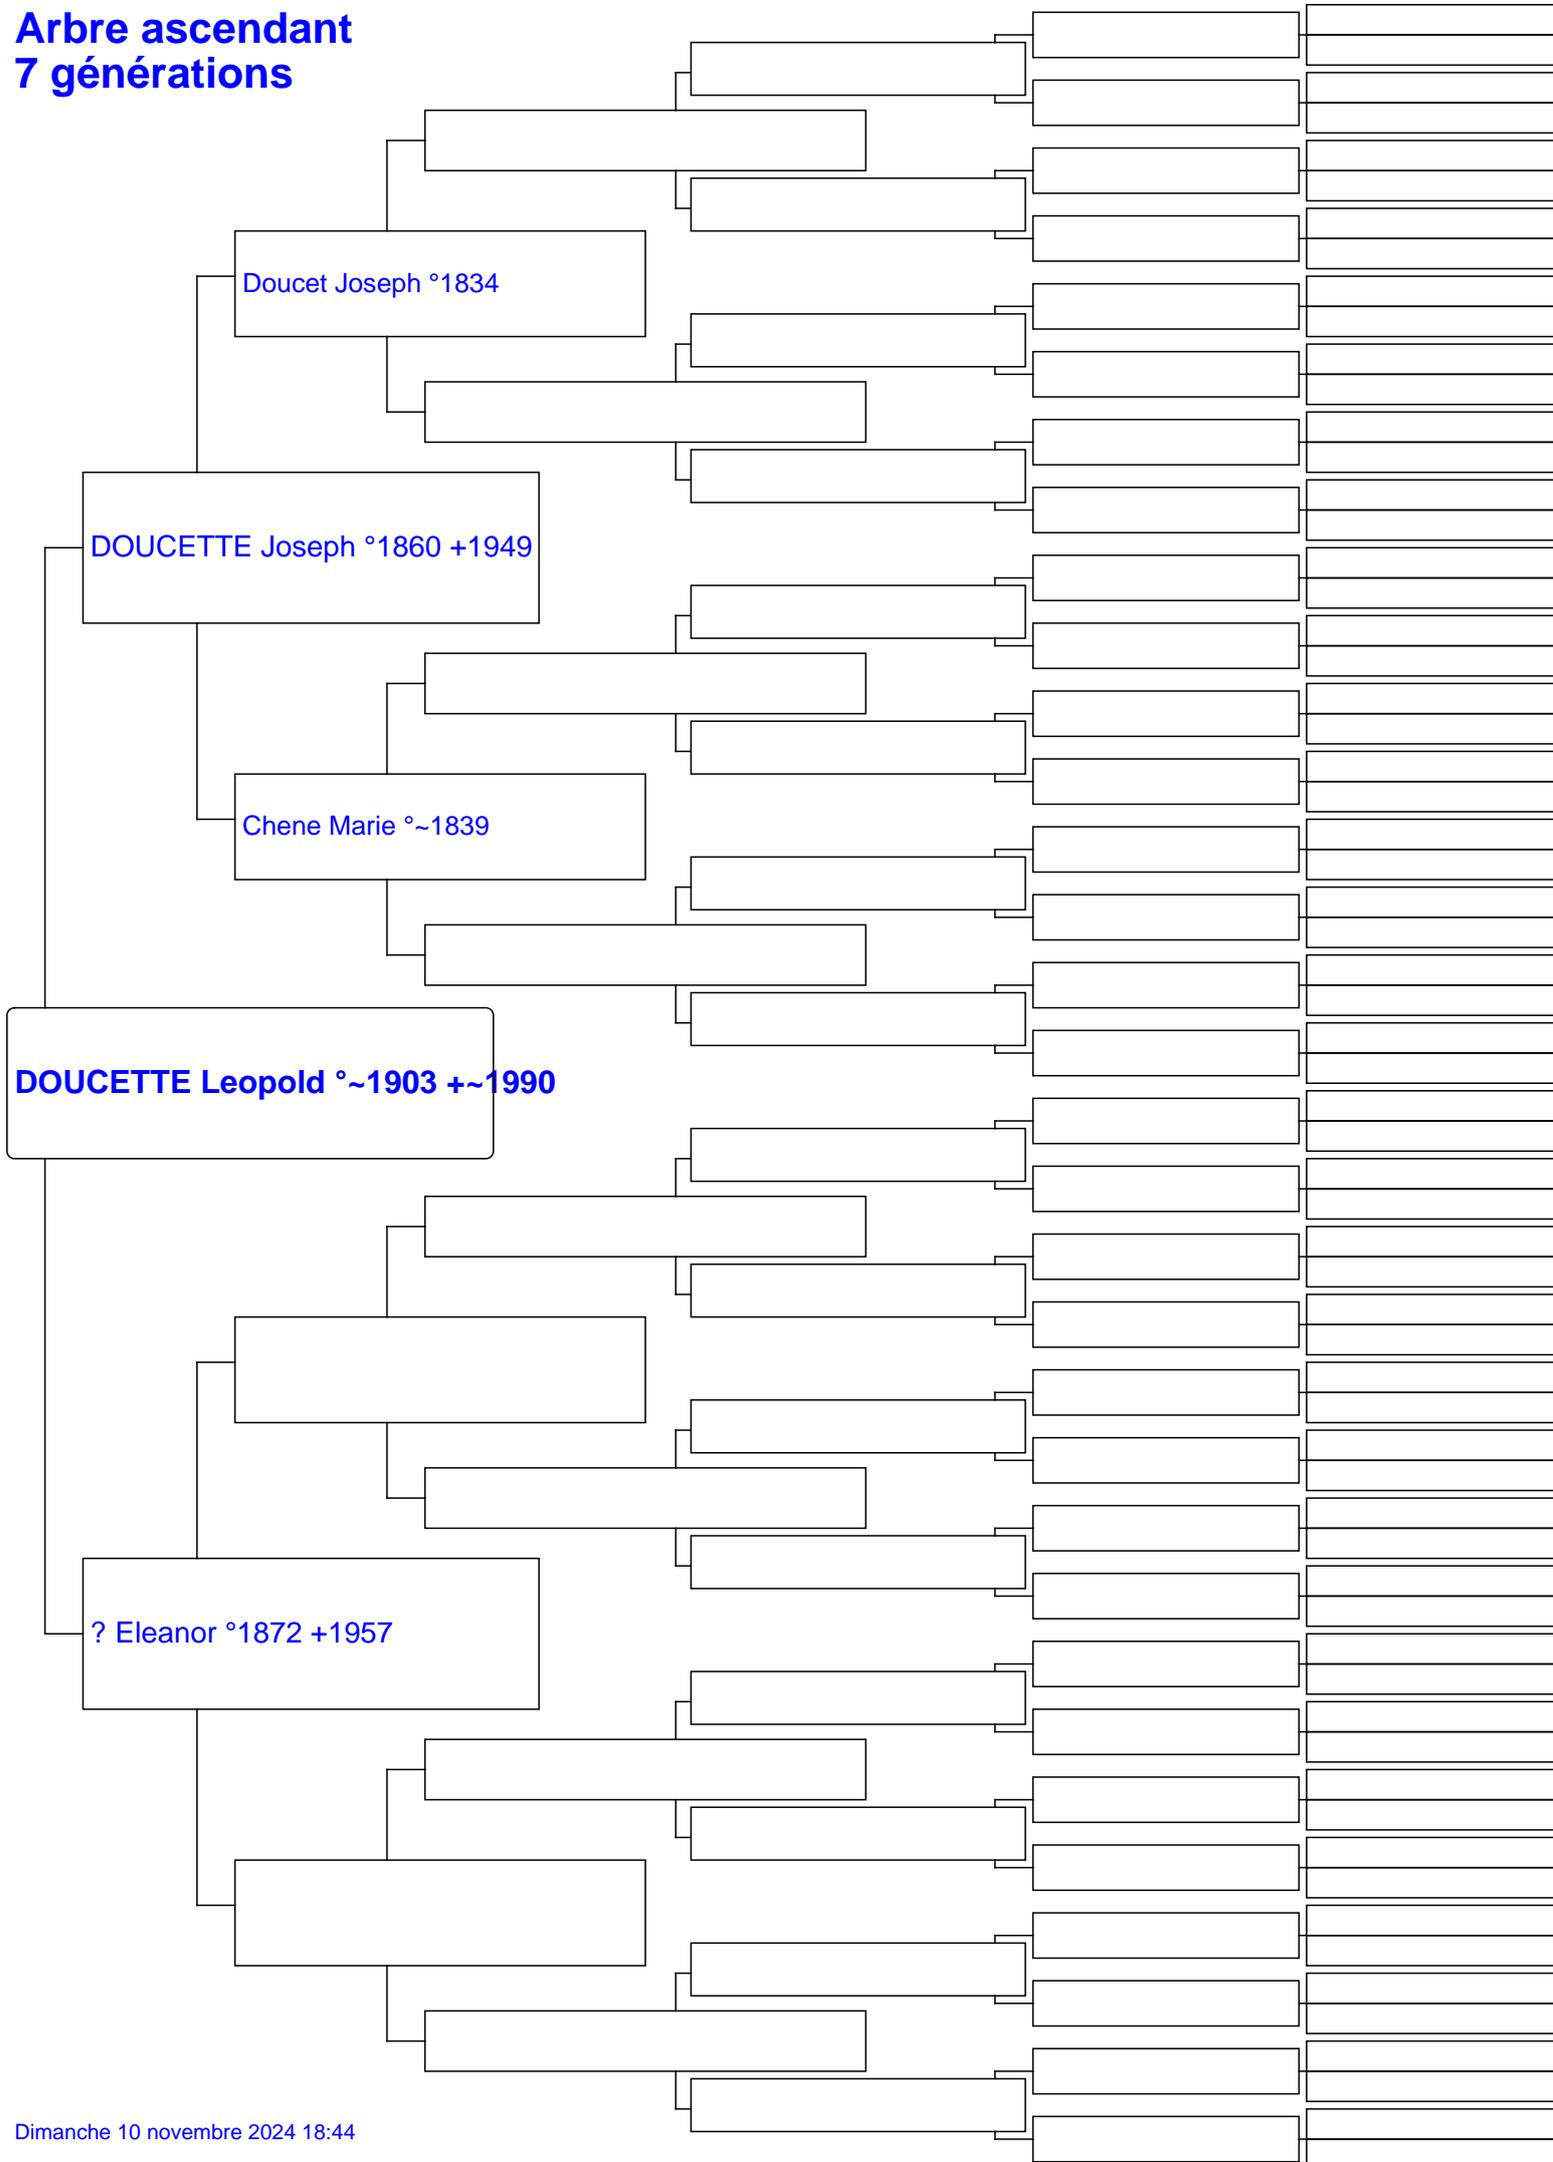 Arbre ascendant
7 générations
Doucet Joseph °1834
DOUCETTE Joseph °1860 +1949
Chene Marie °~1839
DOUCETTE Leopold °~1903 +~1990
? Eleanor °1872 +1957
Dimanche 10 novembre 2024 18:44